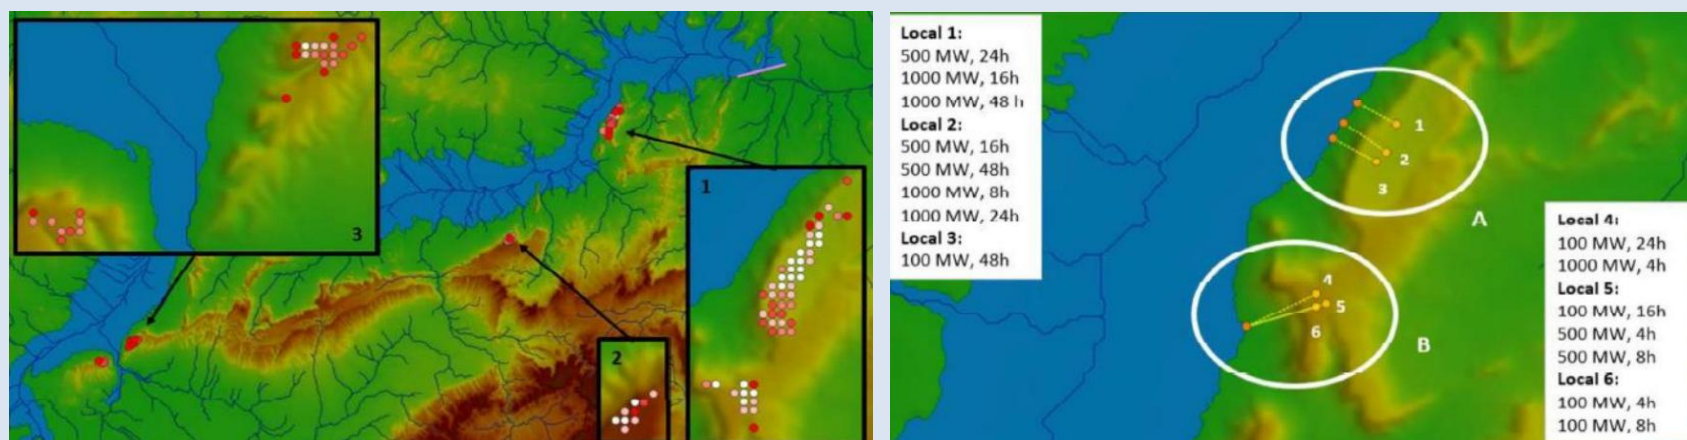 3
1
2
Local 1:
500 MW, 24h
1000 MW, 16h
1000 MW, 48 h
Local 2:
500 MW, 16h
500 MW, 48h
1000 MW, 8h
1000 MW, 24h
Local 3:
100 MW, 48h
1
2
3
A
4
5
6
B
Local 4:
100 MW, 24h
1000 MW, 4h
Local 5:
100 MW, 16h
500 MW, 4h
500 MW, 8h
Local 6:
100 MW, 4h
100 MW, 8h